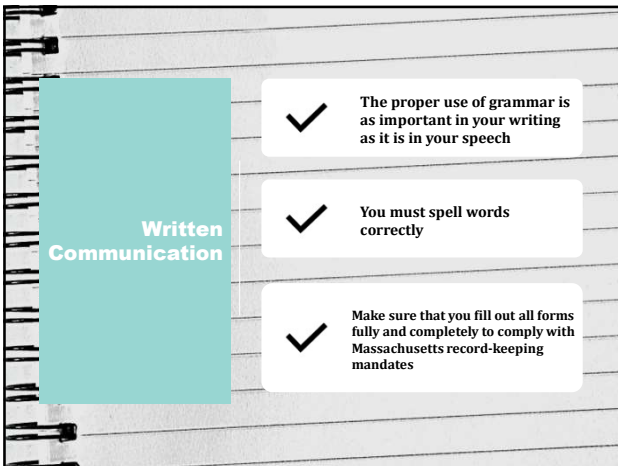 Written
Communication
The proper use of grammar is
as important in your writing
as it is in your speech
You must spell words
correctly
Make sure that you fill out all forms
fully and completely to comply with
Massachusetts record-keeping
mandates